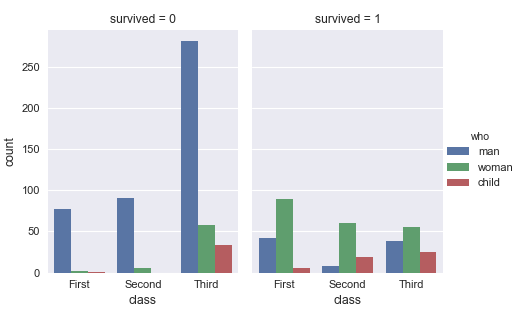 survived = 0
survived = 1
count
250
200
150
100
50
0
First Second Third
First Second Third
class
class
who
man
woman
child